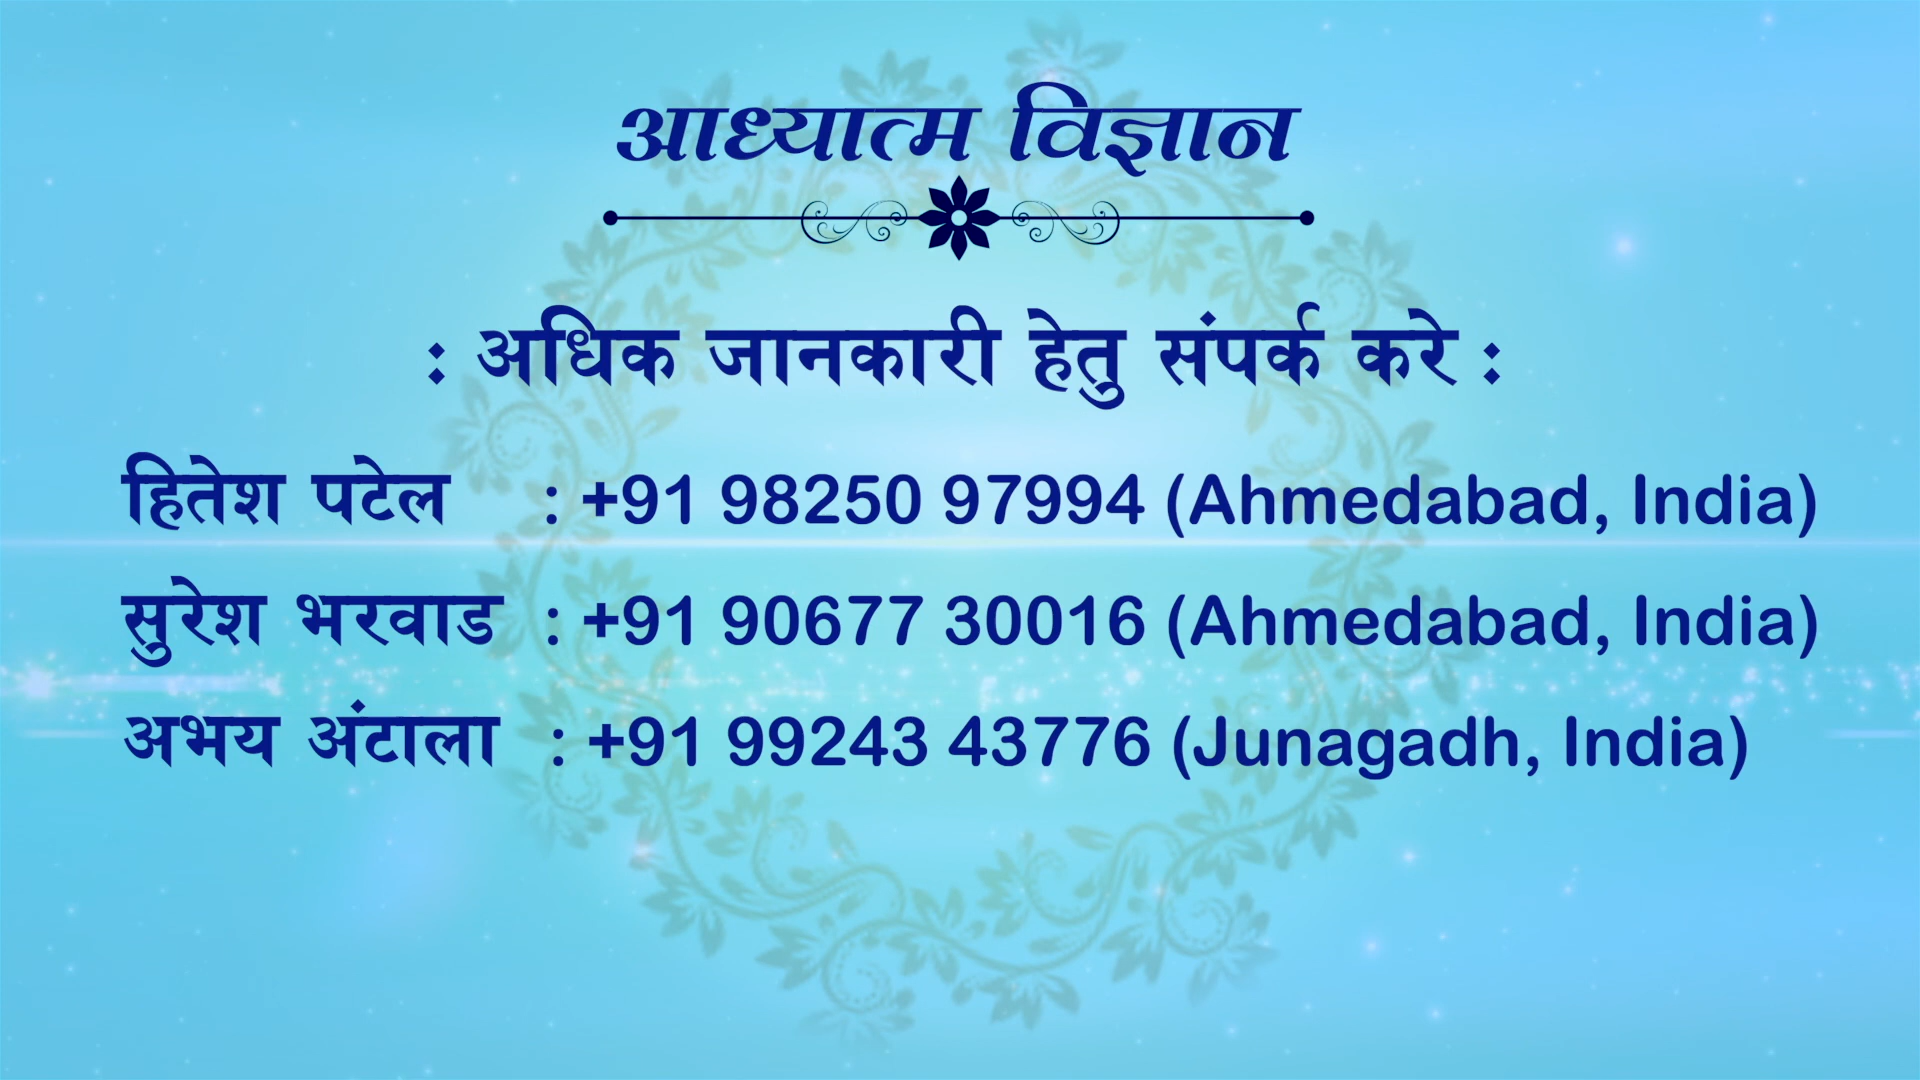 आध्यात्म विज्ञान
: अधिक जानकारी हेतु संपर्क करे :
हितेश पटेल : +91 98250 97994 (Ahmedabad, India)
सुरेश भरवाड : +91 90677 30016 (Ahmedabad, India)
अभय अंटाला : +91 99243 43776 (Junagadh, India)